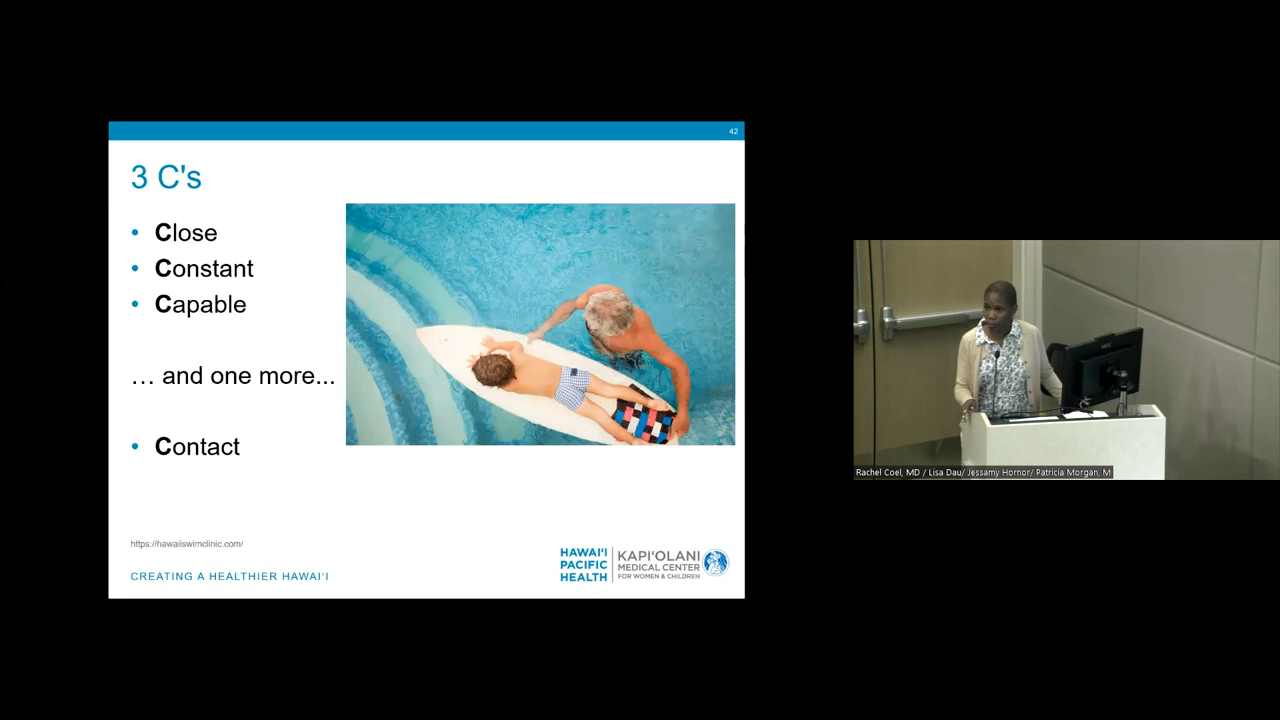 42
3 C's
• Close
• Constant
• Capable
… and one more...
• Contact
https://hawaiiswimclinic.com/
CREATING A HEALTHIER HAWAI‘I
HAWAI‘I
PACIFIC
HEALTH
KAPI‘OLANI
MEDICAL CENTER
FOR WOMEN & CHILDREN
Rachel Coel, MD / Lisa Dau/ Jessamy Hornor/ Patricia Morgan, M